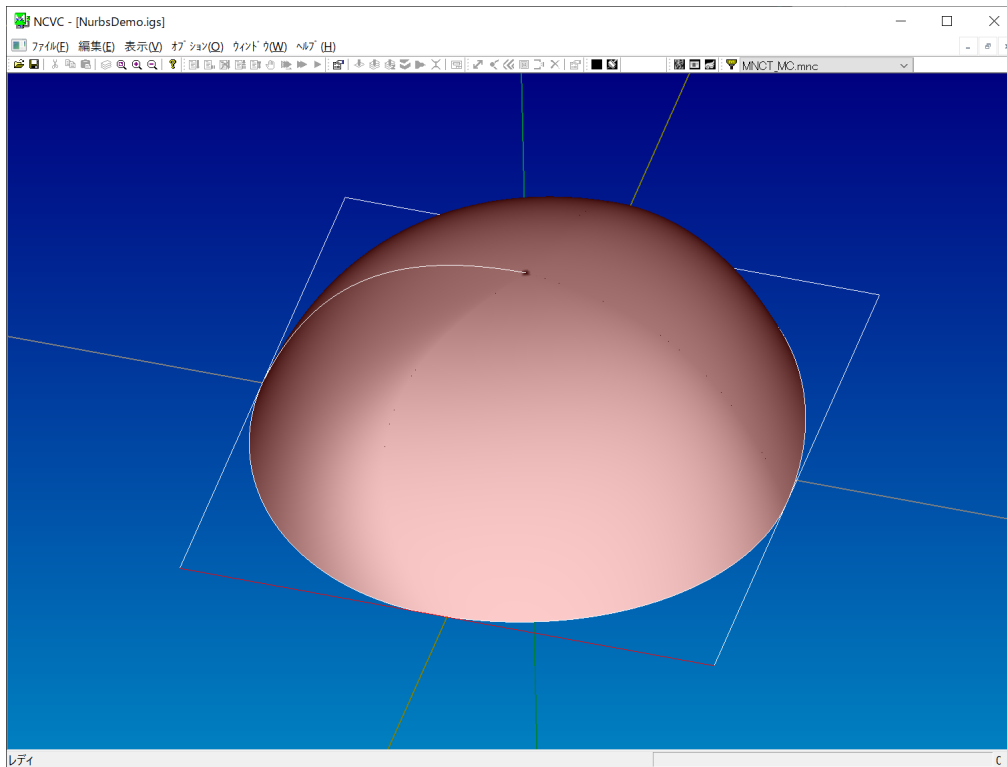 NCVC - [NurbsDemo.igs]
ファイル(F) 編集(E) 表示(V) オプション(O) ウィンドウ(W) ヘルプ(H)
MNCT_MC.mnc
レディ